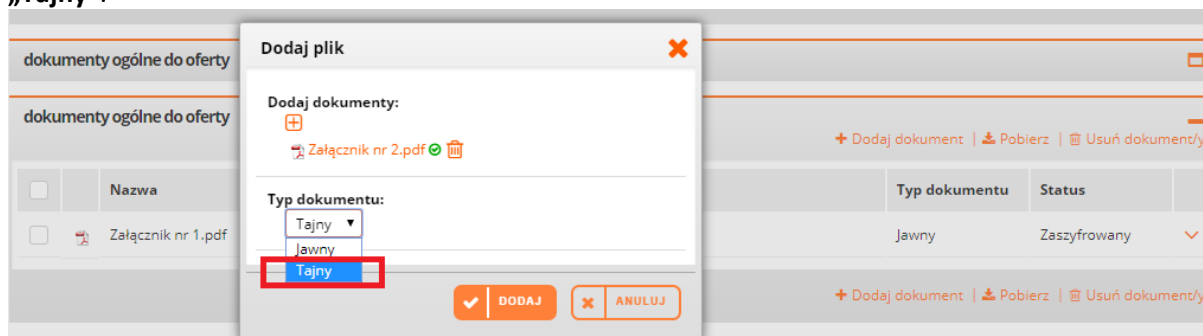 „Tajny".
dokumenty ogólne do oferty
Dodaj plik
Dodaj dokumenty:
Załącznik nr 2.pdf
Typ dokumentu:
Tajny
Jawny
Tajny
DODAJ
ANULUJ
dokumenty ogólne do oferty
Dodaj dokument | Pobierz | Usuń dokument/y
Nazwa Typ dokumentu Status
Załącznik nr 1.pdf Jawny Zaszyfrowany
Dodaj dokument | Pobierz | Usuń dokument/y